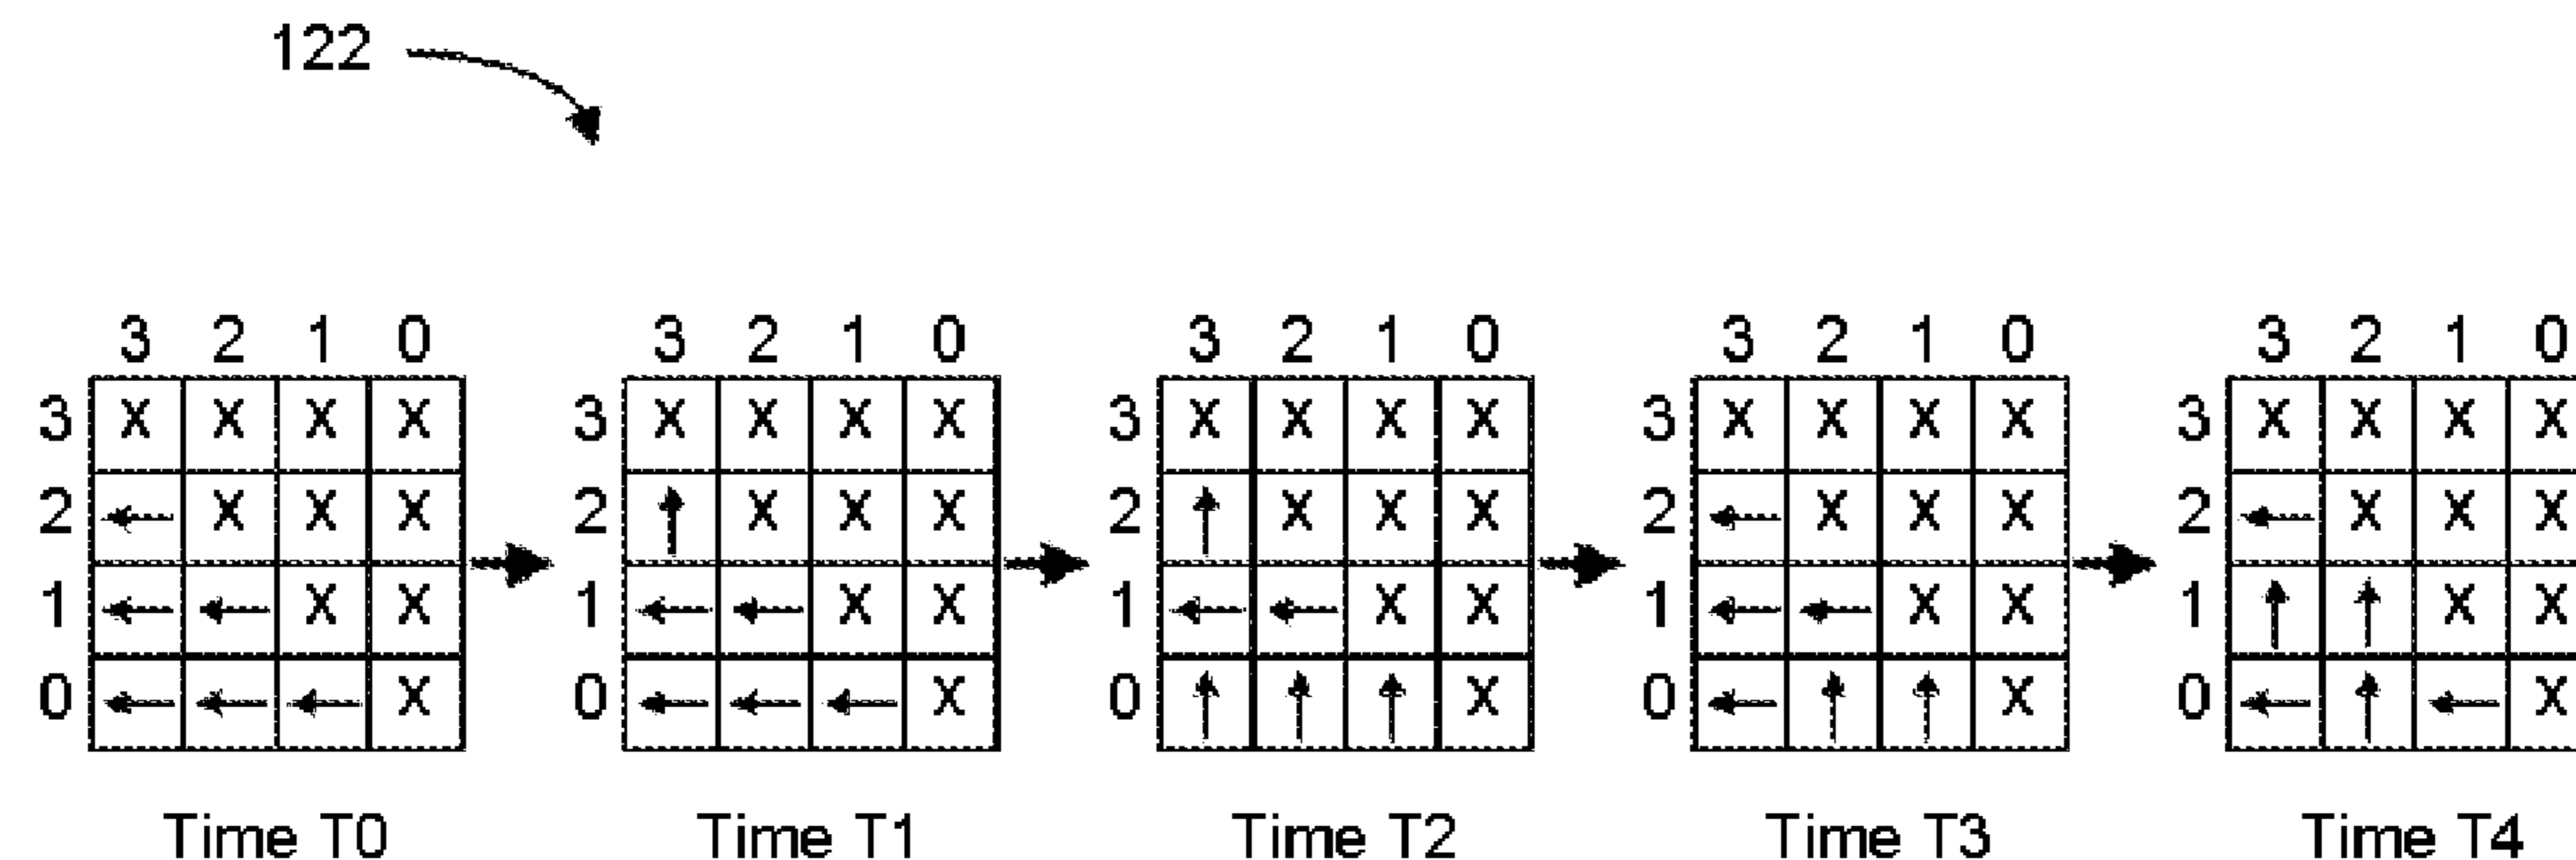 122
3 2 1 0 3 2 1 0 3 2 1 0 3 2 1 0 3 2 1 0
3 X X X X 3 X X X X 3 X X X X 3 X X X X 3 X X X X
2 ← X X X 2 ↑ X X X 2 ↑ X X X 2 ← X X X 2 ← X X X
1 ← ← X X 1 ← ← X X 1 ← ← X X 1 ← ← X X 1 ↑ ↑ X X
0 ← ← ← X 0 ← ← ← X 0 ↑ ↑ ↑ X 0 ← ↑ ↑ X 0 ← ↑ ← X
Time T0 Time T1 Time T2 Time T3 Time T4